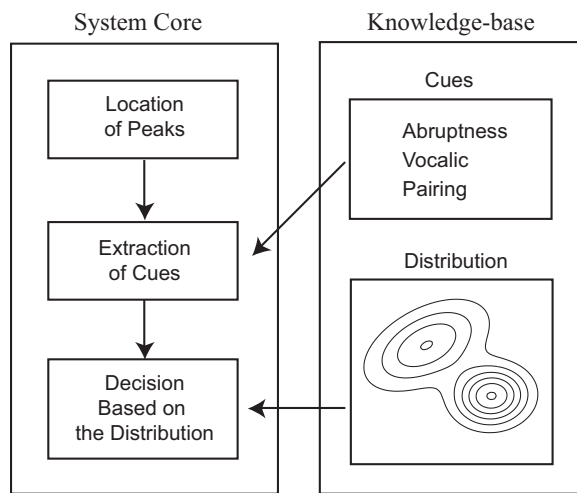 System Core
Location
of Peaks
Extraction
of Cues
Decision
Based on
the Distribution
Knowledge-base
Cues
Abruptness
Vocalic
Pairing
Distribution